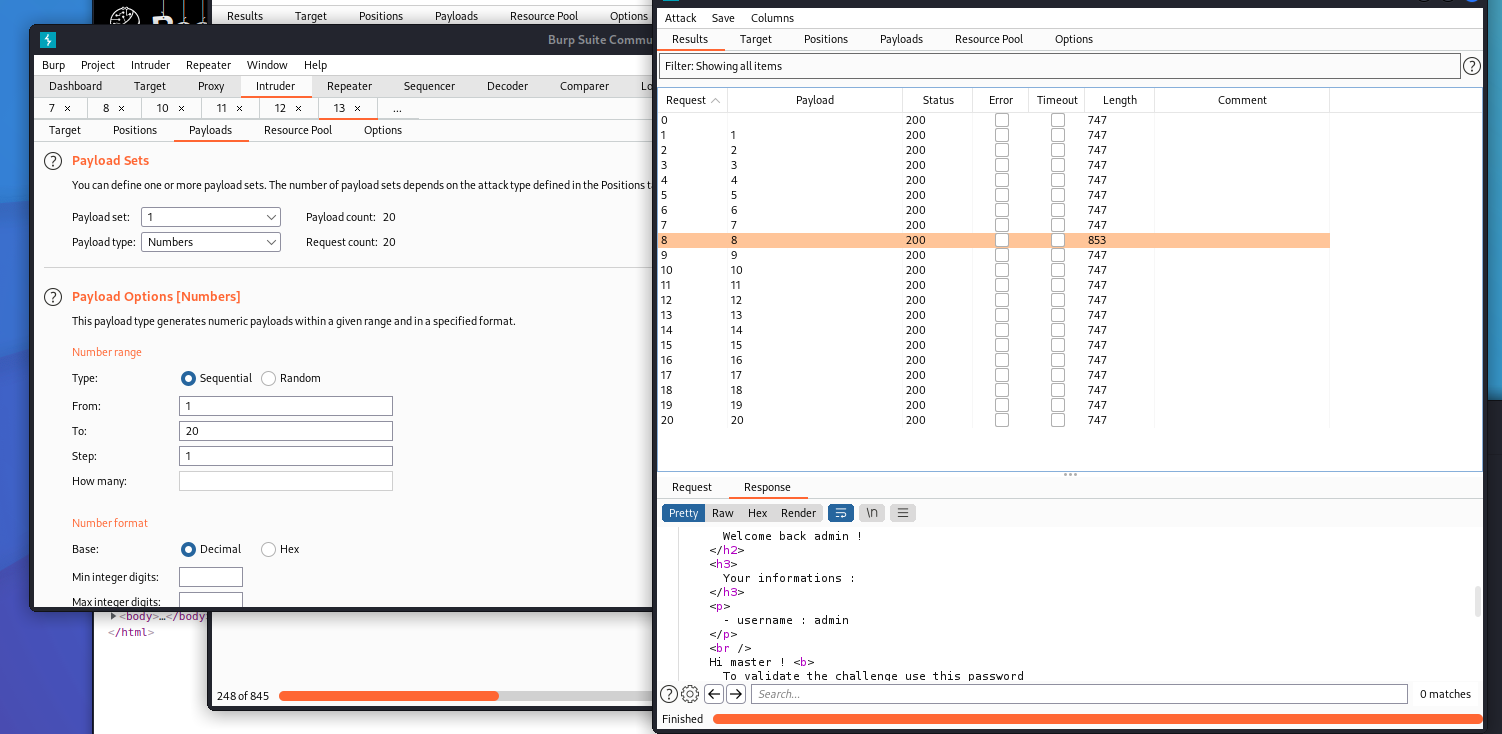 Results Target Positions Payloads Resource Pool Options
Burp Suite Commu
Burp Project Intruder Repeater Window Help
Dashboard Target Proxy Intruder Repeater Sequencer Decoder Comparer Lo
7 × 8 × 10 × 11 × 12 × 13 × ...
Target Positions Payloads Resource Pool Options
? Payload Sets
You can define one or more payload sets. The number of payload sets depends on the attack type defined in the Positions ta
Payload set: 1 Payload count: 20
Payload type: Numbers Request count: 20
? Payload Options [Numbers]
This payload type generates numeric payloads within a given range and in a specified format.
Number range
Type: Sequential Random
From: 1
To: 20
Step: 1
How many:
Number format
Base: Decimal Hex
Min integer digits:
Max integer digits:
<body>…</body>
</html>
248 of 845
Attack Save Columns
Results Target Positions Payloads Resource Pool Options
Filter: Showing all items ?
Request Payload Status Error Timeout Length Comment
0 200 747
1 1 200 747
2 2 200 747
3 3 200 747
4 4 200 747
5 5 200 747
6 6 200 747
7 7 200 747
8 8 200 853
9 9 200 747
10 10 200 747
11 11 200 747
12 12 200 747
13 13 200 747
14 14 200 747
15 15 200 747
16 16 200 747
17 17 200 747
18 18 200 747
19 19 200 747
20 20 200 747
Request Response
Pretty Raw Hex Render \n
Welcome back admin !
</h2>
<h3>
Your informations :
</h3>
<p>
- username : admin
</p>
<br />
Hi master ! <b>
To validate the challenge use this password
? Search... 0 matches
Finished